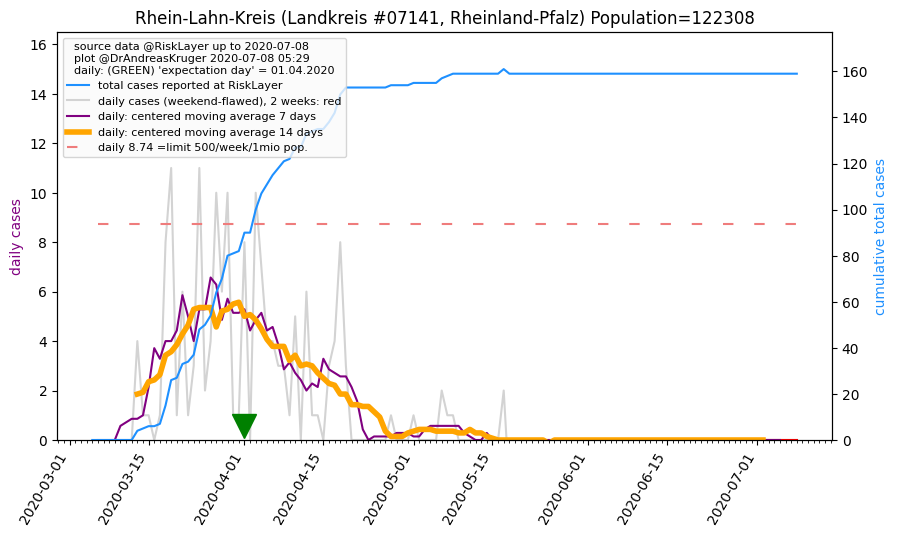 Rhein-Lahn-Kreis (Landkreis #07141, Rheinland-Pfalz) Population=122308
source data @RiskLayer up to 2020-07-08
plot @DrAndreasKruger 2020-07-08 05:29
daily: (GREEN) 'expectation day' = 01.04.2020
total cases reported at RiskLayer
daily cases (weekend-flawed), 2 weeks: red
daily: centered moving average 7 days
daily: centered moving average 14 days
daily 8.74 =limit 500/week/1mio pop.
daily cases
16
14
12
10
8
6
4
2
0
cumulative total cases
160
140
120
100
80
60
40
20
0
2020-03-01
2020-03-15
2020-04-01
2020-04-15
2020-05-01
2020-05-15
2020-06-01
2020-06-15
2020-07-01